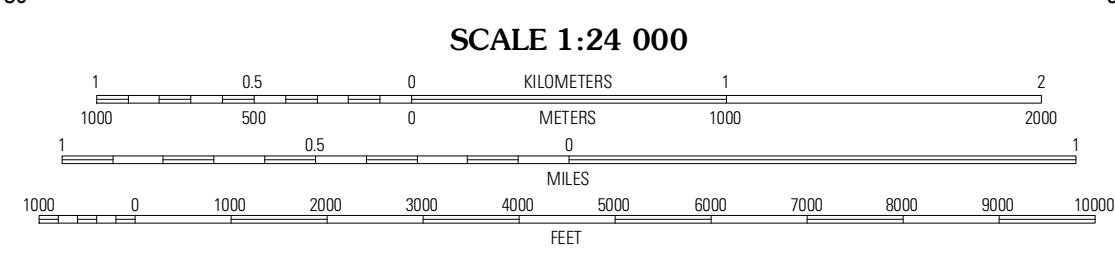 SCALE 1:24 000
1 0.5 0 KILOMETERS 1 2
1000 500 0 METERS 1000 2000
1 0.5 0 1
MILES
1000 0 1000 2000 3000 4000 5000 6000 7000 8000 9000 10000
FEET